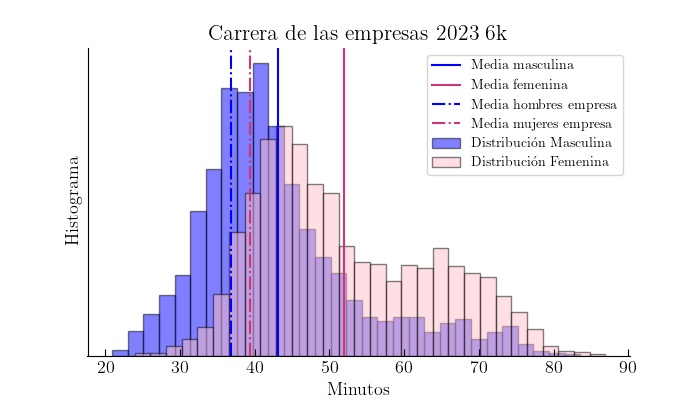 Carrera de las empresas 2023 6k
Media masculina
Media femenina
Media hombres empresa
Media mujeres empresa
Distribución Masculina
Distribución Femenina
Histograma
20 30 40 50 60 70 80 90
Minutos